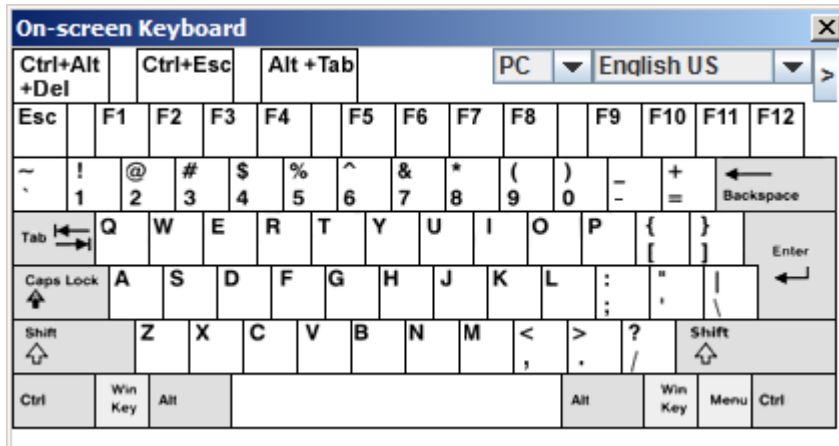 On-screen Keyboard
Ctrl+Alt Ctrl+Esc Alt +Tab PC English US >
+Del
Esc F1 F2 F3 F4 F5 F6 F7 F8 F9 F10 F11 F12
~ ! @ # $ % ^ & * ( ) _ +
` 1 2 3 4 5 6 7 8 9 0 - = Backspace
Tab Q W E R T Y U I O P { }
[ ] Enter
Caps Lock A S D F G H J K L : " |
; ' \
Shift Z X C V B N M < > ? Shift
, . /
Ctrl Win Key Alt Alt Win Key Menu Ctrl